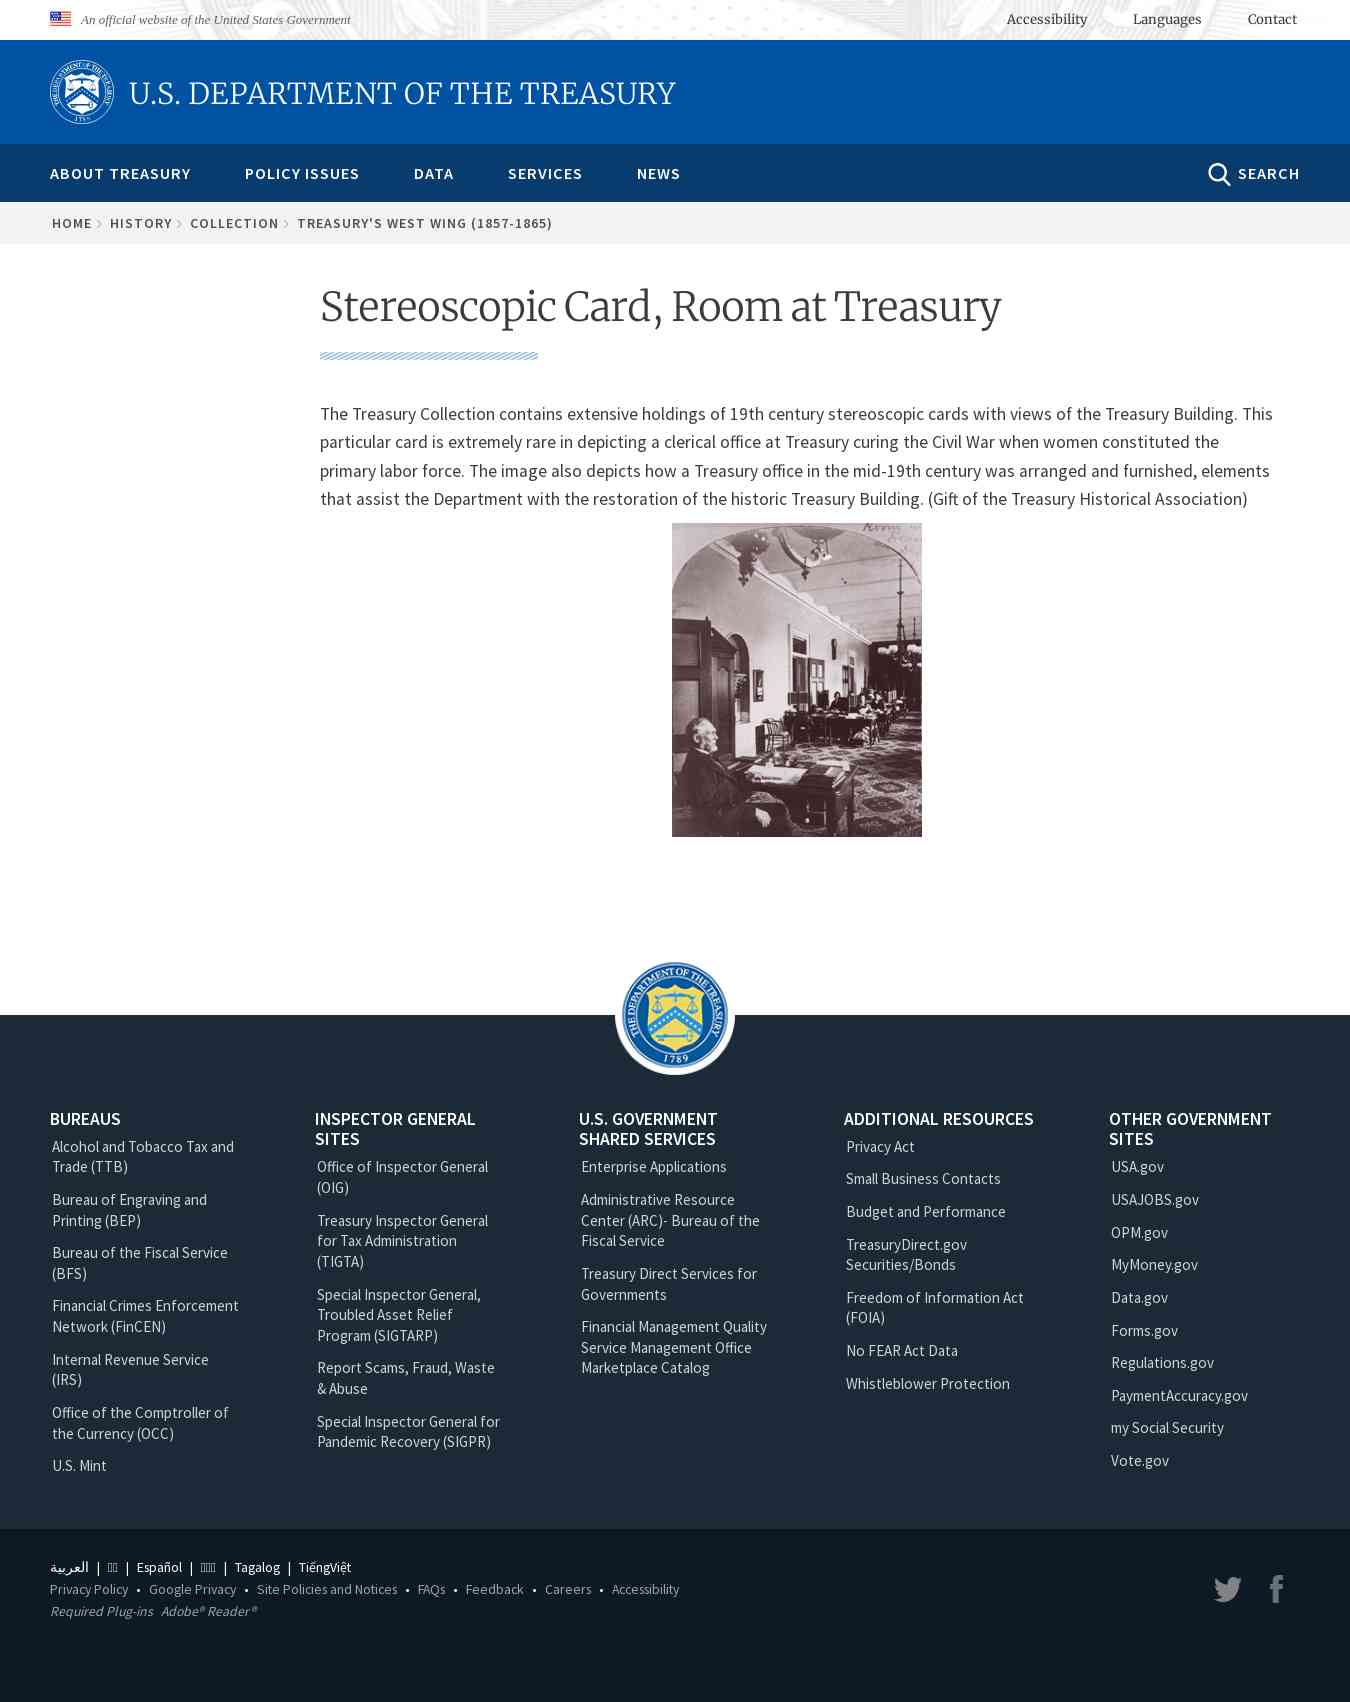 An official website of the United States Government
Accessibility Languages Contact
U.S. DEPARTMENT OF THE TREASURY
ABOUT TREASURY POLICY ISSUES DATA SERVICES NEWS SEARCH
HOME HISTORY COLLECTION TREASURY'S WEST WING (1857-1865)
Stereoscopic Card, Room at Treasury
The Treasury Collection contains extensive holdings of 19th century stereoscopic cards with views of the Treasury Building. This
particular card is extremely rare in depicting a clerical office at Treasury curing the Civil War when women constituted the
primary labor force. The image also depicts how a Treasury office in the mid-19th century was arranged and furnished, elements
that assist the Department with the restoration of the historic Treasury Building. (Gift of the Treasury Historical Association)
Room
THE DEPARTMENT OF THE TREASURY
1789
BUREAUS
Alcohol and Tobacco Tax and
Trade (TTB)
Bureau of Engraving and
Printing (BEP)
Bureau of the Fiscal Service
(BFS)
Financial Crimes Enforcement
Network (FinCEN)
Internal Revenue Service
(IRS)
Office of the Comptroller of
the Currency (OCC)
U.S. Mint
INSPECTOR GENERAL
SITES
Office of Inspector General
(OIG)
Treasury Inspector General
for Tax Administration
(TIGTA)
Special Inspector General,
Troubled Asset Relief
Program (SIGTARP)
Report Scams, Fraud, Waste
& Abuse
Special Inspector General for
Pandemic Recovery (SIGPR)
U.S. GOVERNMENT
SHARED SERVICES
Enterprise Applications
Administrative Resource
Center (ARC)- Bureau of the
Fiscal Service
Treasury Direct Services for
Governments
Financial Management Quality
Service Management Office
Marketplace Catalog
ADDITIONAL RESOURCES
Privacy Act
Small Business Contacts
Budget and Performance
TreasuryDirect.gov
Securities/Bonds
Freedom of Information Act
(FOIA)
No FEAR Act Data
Whistleblower Protection
OTHER GOVERNMENT
SITES
USA.gov
USAJOBS.gov
OPM.gov
MyMoney.gov
Data.gov
Forms.gov
Regulations.gov
PaymentAccuracy.gov
my Social Security
Vote.gov
العربية | | Español | | Tagalog | TiếngViệt
Privacy Policy • Google Privacy • Site Policies and Notices • FAQs • Feedback • Careers • Accessibility
Required Plug-ins Adobe® Reader®